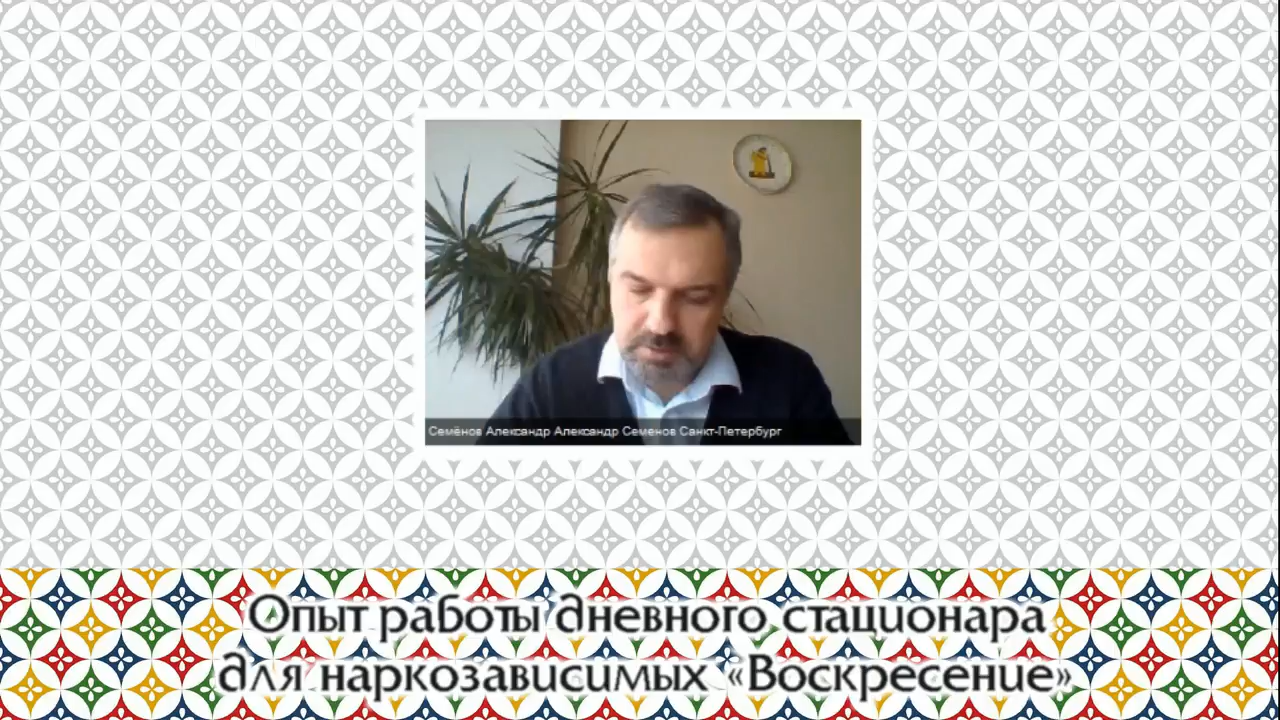 Семёнов Александр Александр Семенов Санкт-Петербург
Опыт работы дневного стационара
для наркозависимых «Воскресение»